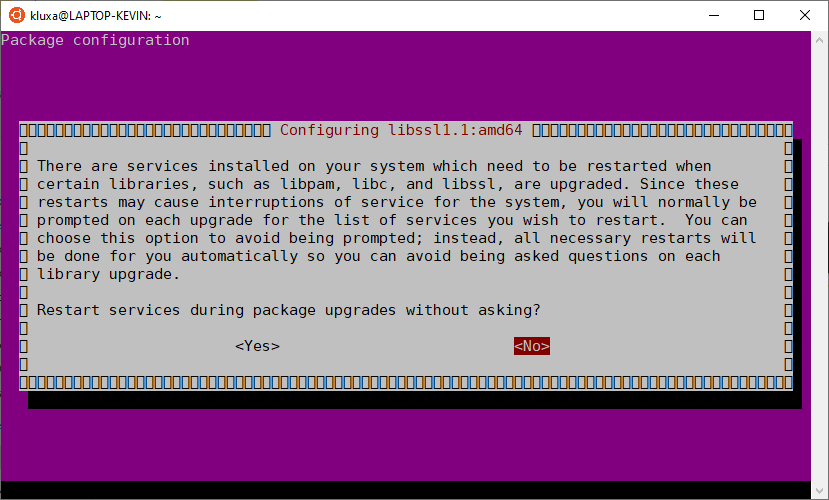 kluxa@LAPTOP-KEVIN: ~
Package configuration
Configuring libssl1.1:amd64
There are services installed on your system which need to be restarted when
certain libraries, such as libpam, libc, and libssl, are upgraded. Since these
restarts may cause interruptions of service for the system, you will normally be
prompted on each upgrade for the list of services you wish to restart.  You can
choose this option to avoid being prompted; instead, all necessary restarts will
be done for you automatically so you can avoid being asked questions on each
library upgrade.
Restart services during package upgrades without asking?
<Yes> <No>